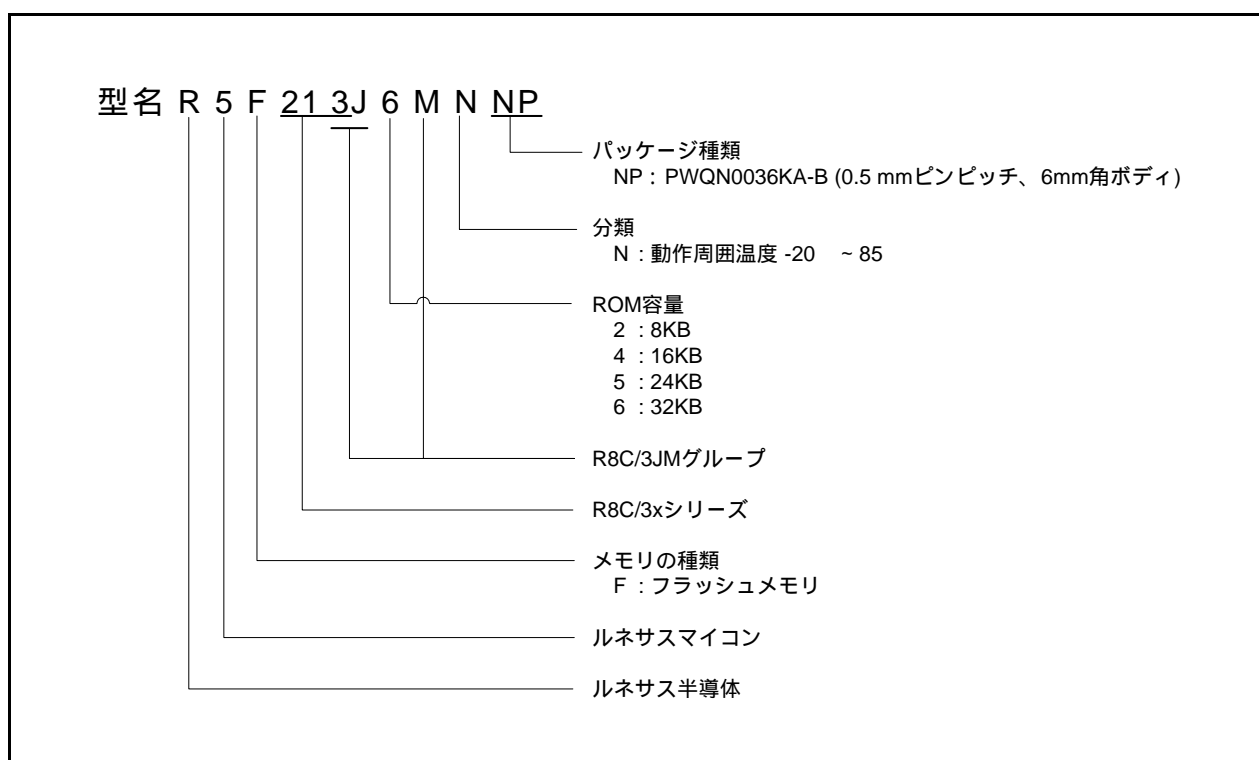 型名 R 5 F 21 3J 6 M N NP
パッケージ種類
NP : PWQN0036KA-B (0.5 mmピンピッチ、6mm角ボディ)
分類
N : 動作周囲温度 -20 ~ 85
ROM容量
2 : 8KB
4 : 16KB
5 : 24KB
6 : 32KB
R8C/3JMグループ
R8C/3xシリーズ
メモリの種類
F : フラッシュメモリ
ルネサスマイコン
ルネサス半導体